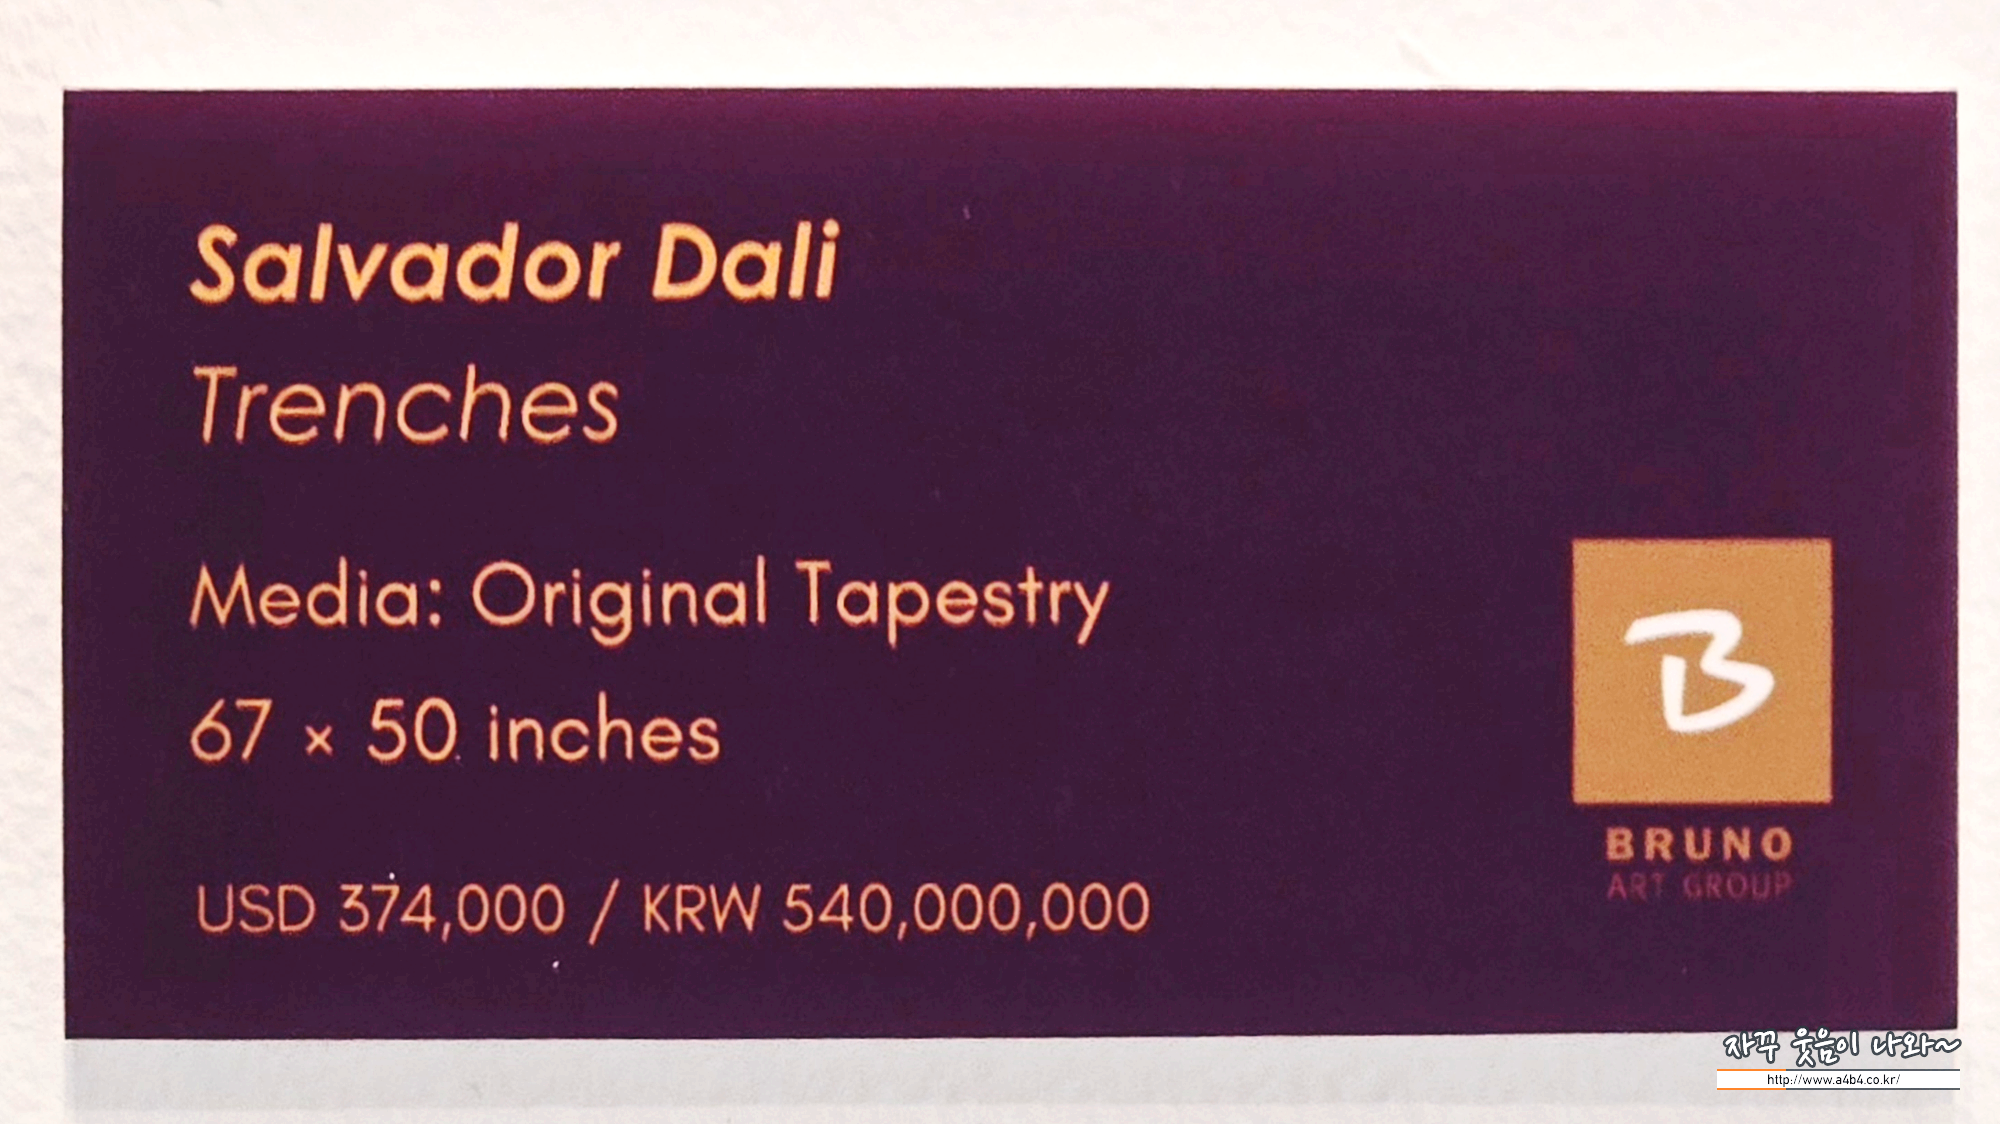 Salvador Dali
Trenches
Media: Original Tapestry
67 × 50 inches
USD 374,000 / KRW 540,000,000
B
BRUNO
ART GROUP
자꾸 웃음이 나와~
http://www.a4b4.co.kr/